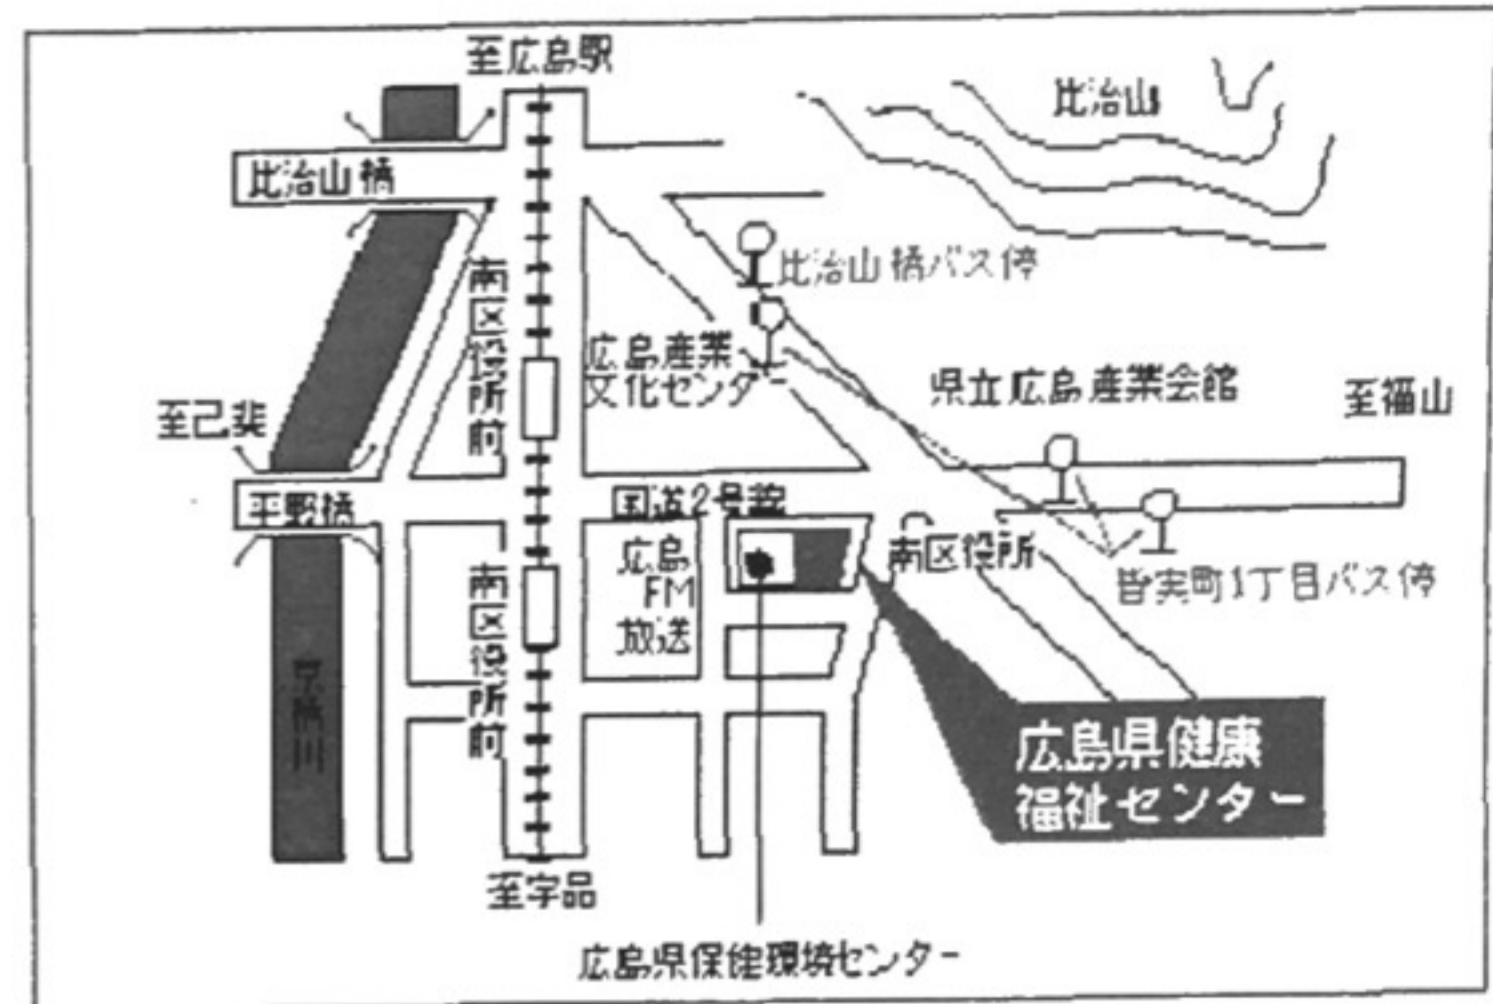 至広島駅
比治山
比治山橋
比治山橋バス停
南区役所前
広島産業
文化センター
県立広島産業会館
至福山
至己斐
平野橋
国道2号線
広島
FM
放送
南区役所
皆実町1丁目バス停
南区役所前
京橋川
広島県健康
福祉センター
至宇品
広島県保健環境センター